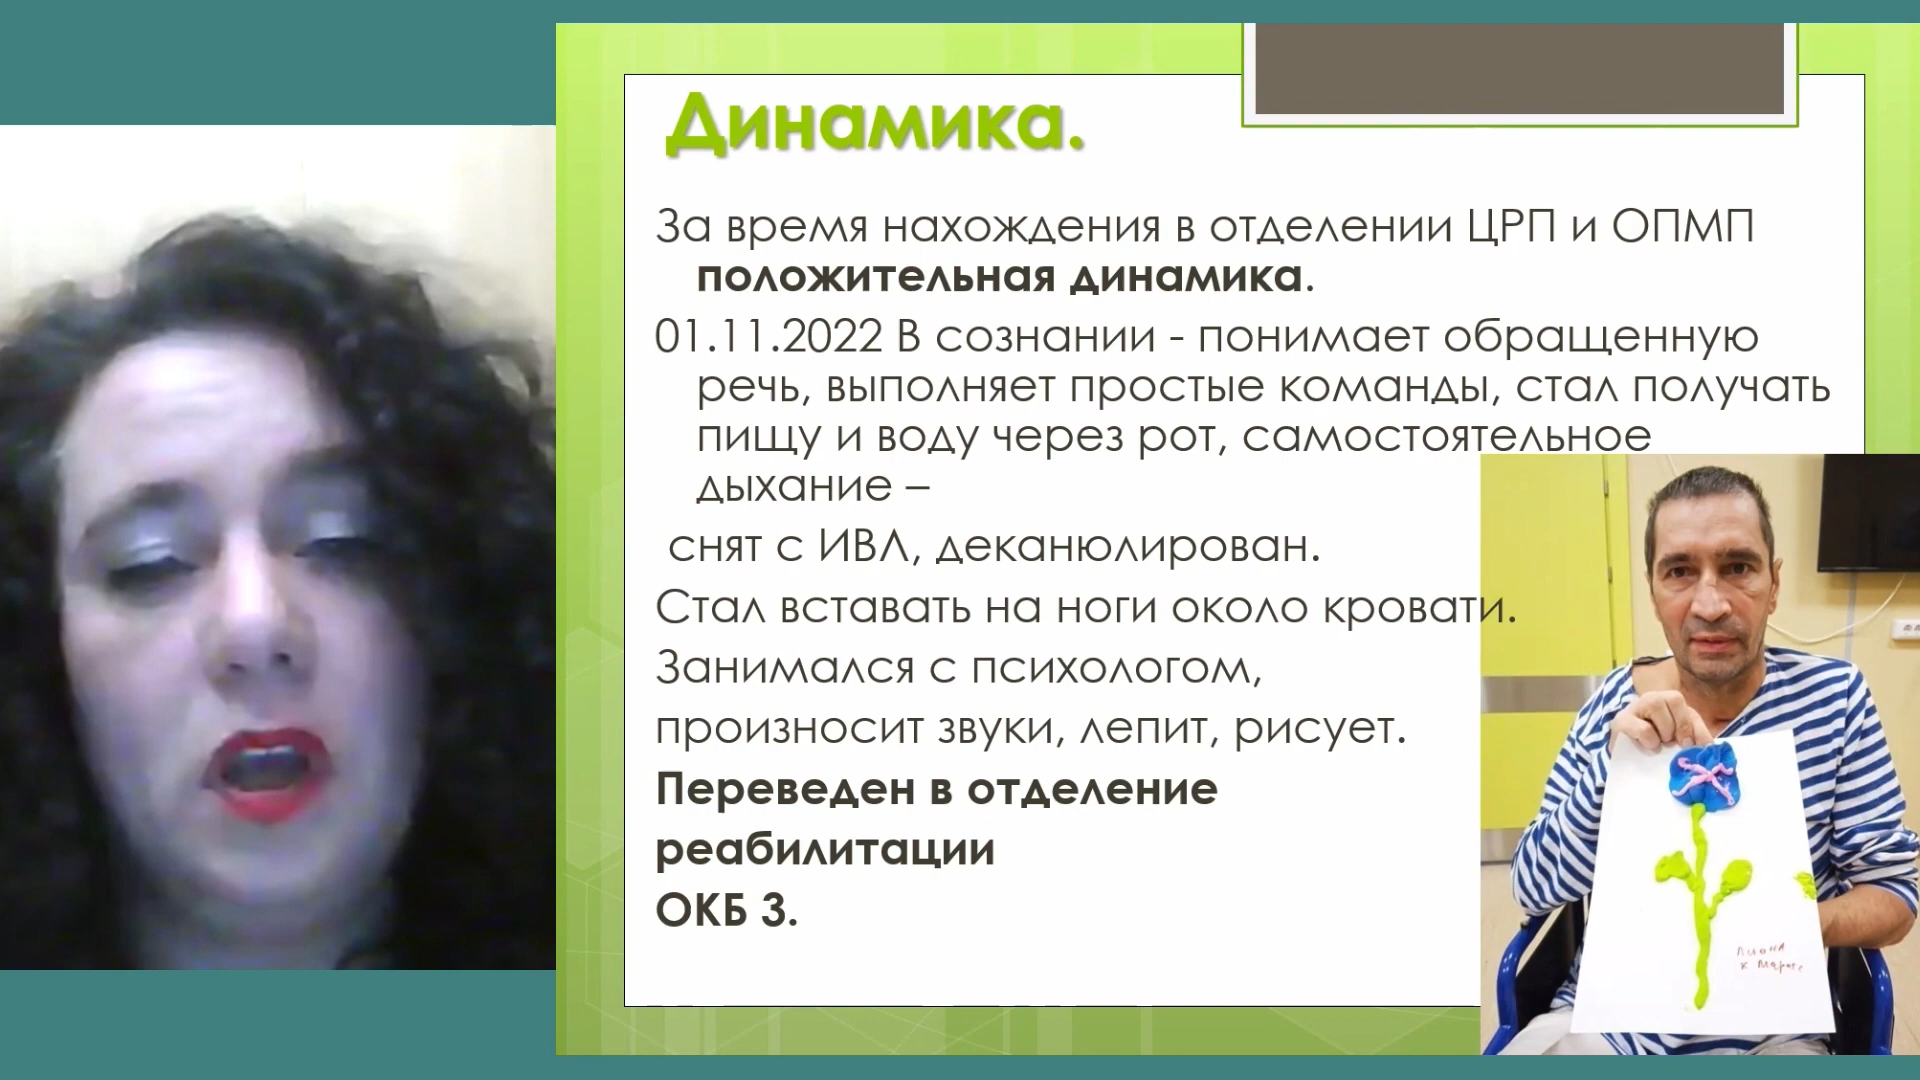 Динамика.
За время нахождения в отделении ЦРП и ОПМП
положительная динамика.
01.11.2022 В сознании - понимает обращенную
речь, выполняет простые команды, стал получать
пищу и воду через рот, самостоятельное
дыхание –
снят с ИВЛ, деканюлирован.
Стал вставать на ноги около кровати.
Занимался с психологом,
произносит звуки, лепит, рисует.
Переведен в отделение
реабилитации
ОКБ 3.